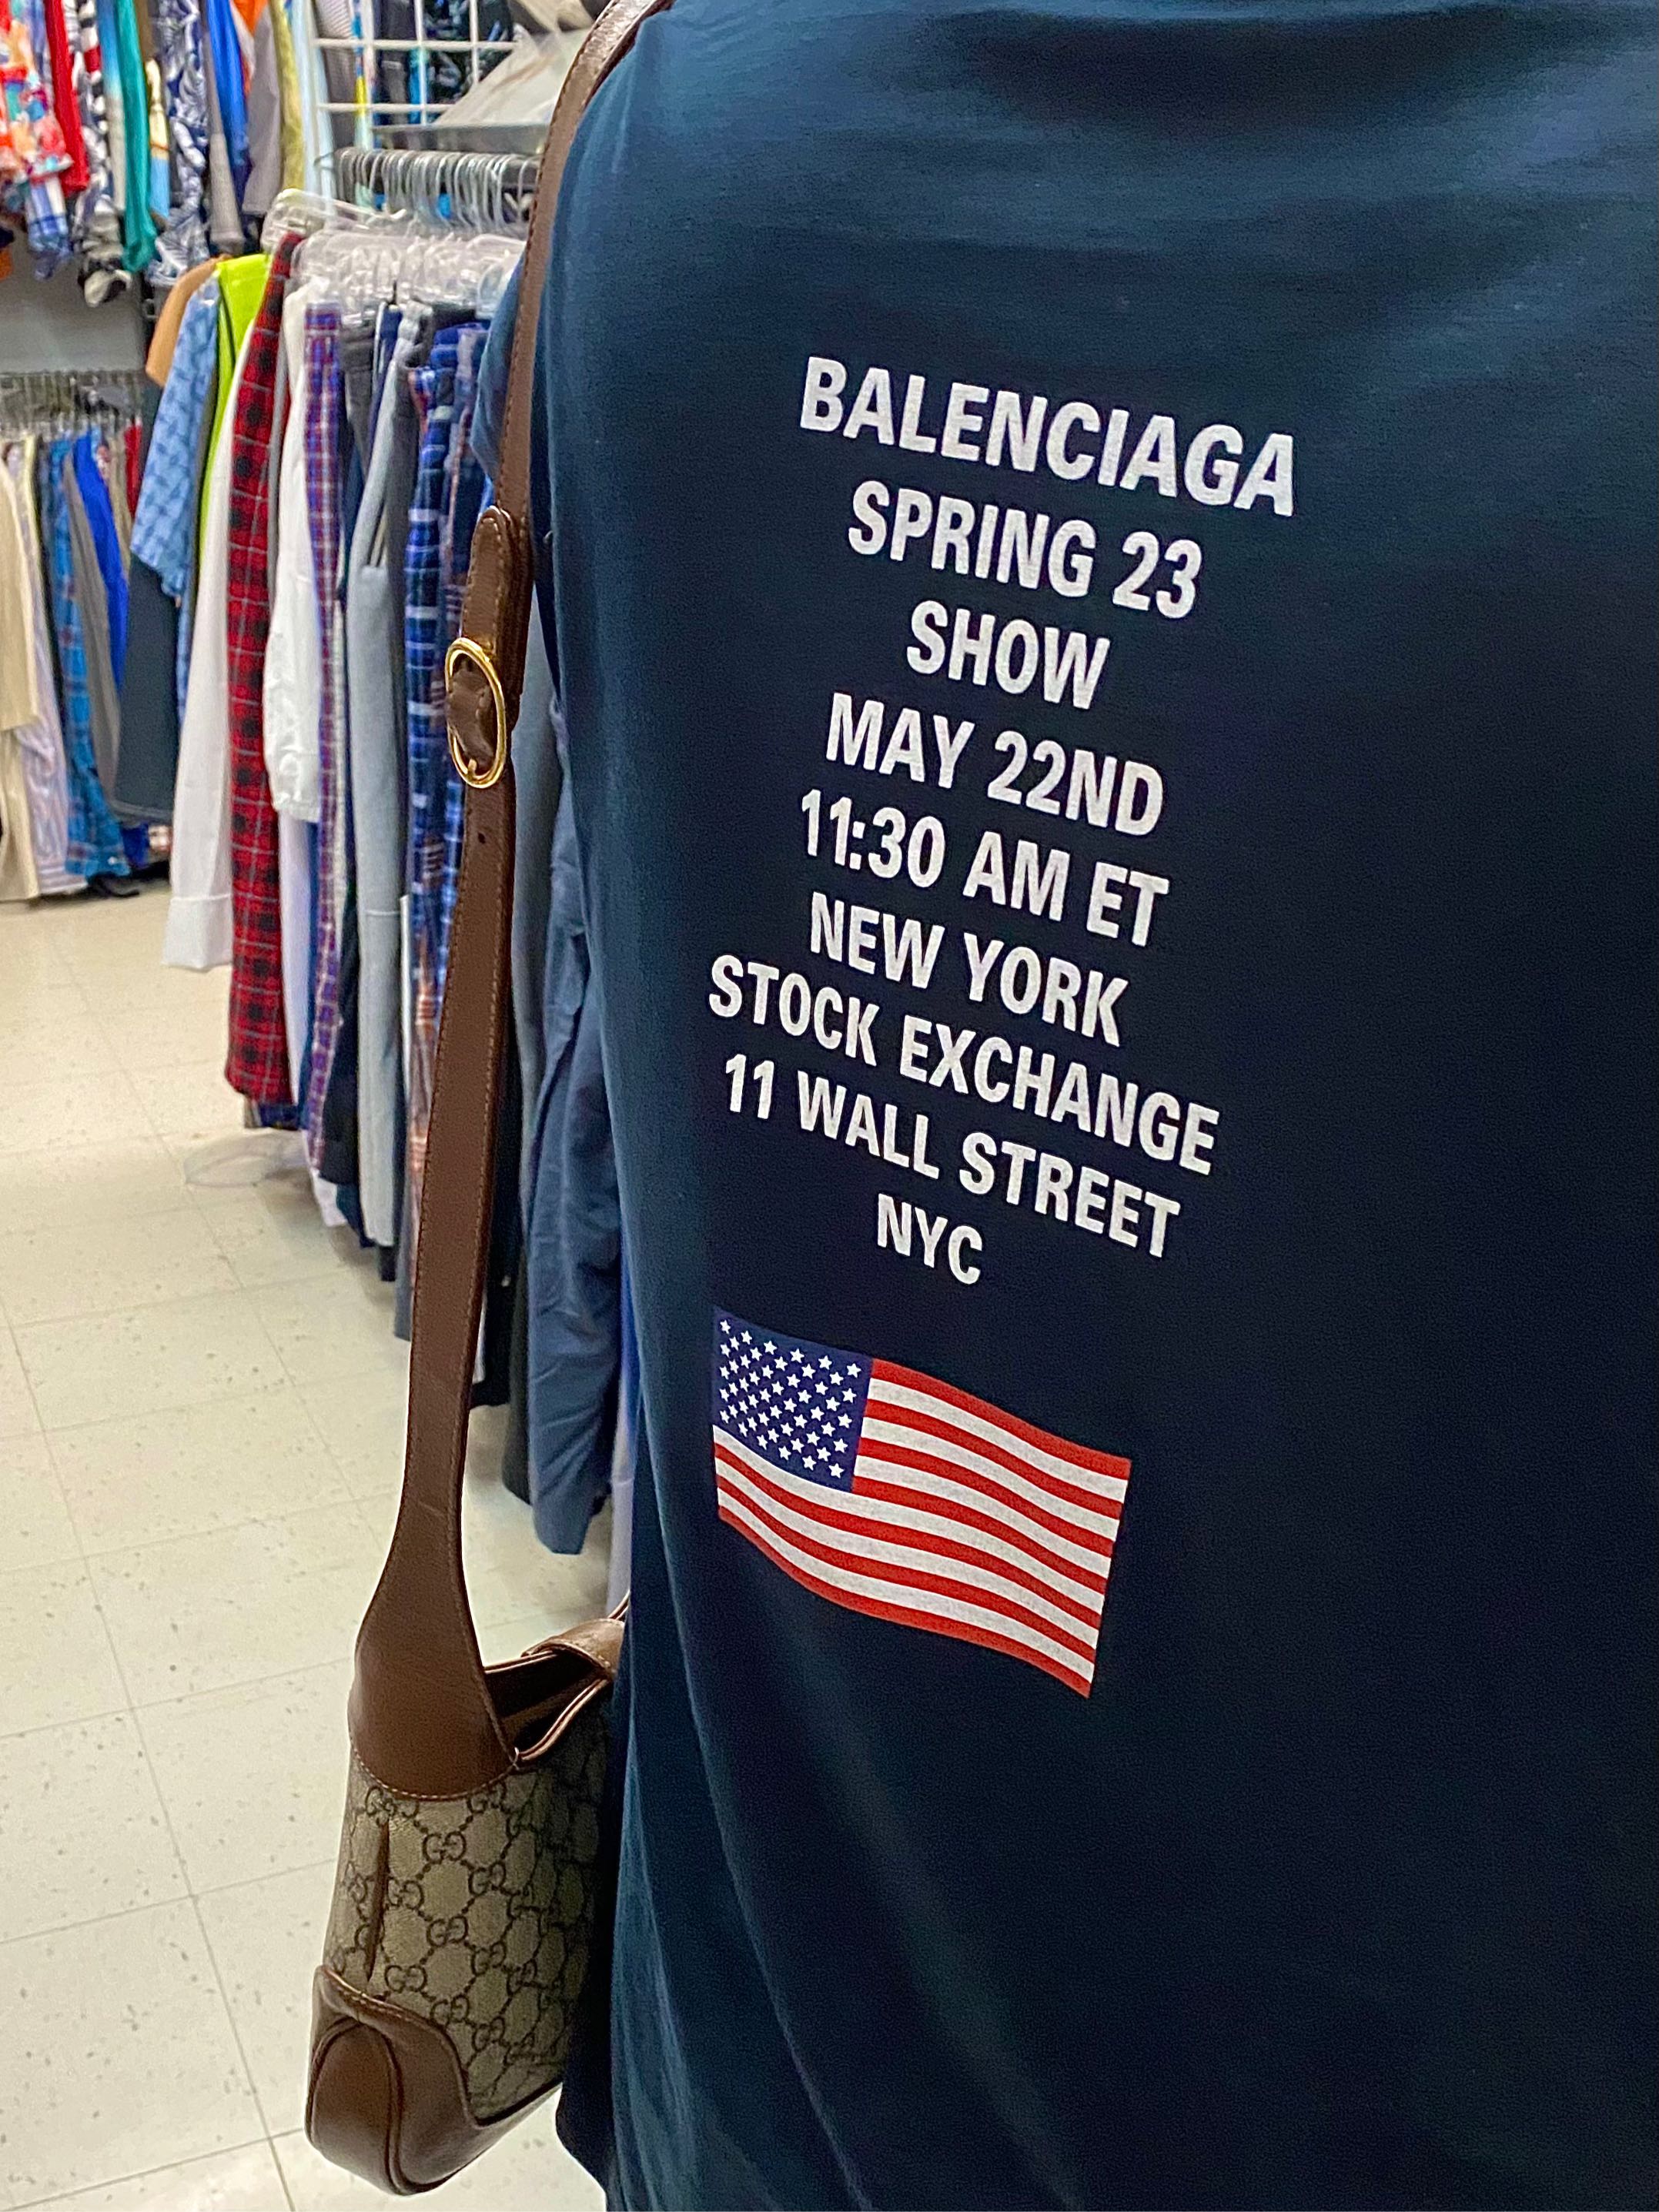 BALENCIAGA
SPRING 23
SHOW
MAY 22ND
11:30 AM ET
NEW YORK
STOCK EXCHANGE
11 WALL STREET
NYC